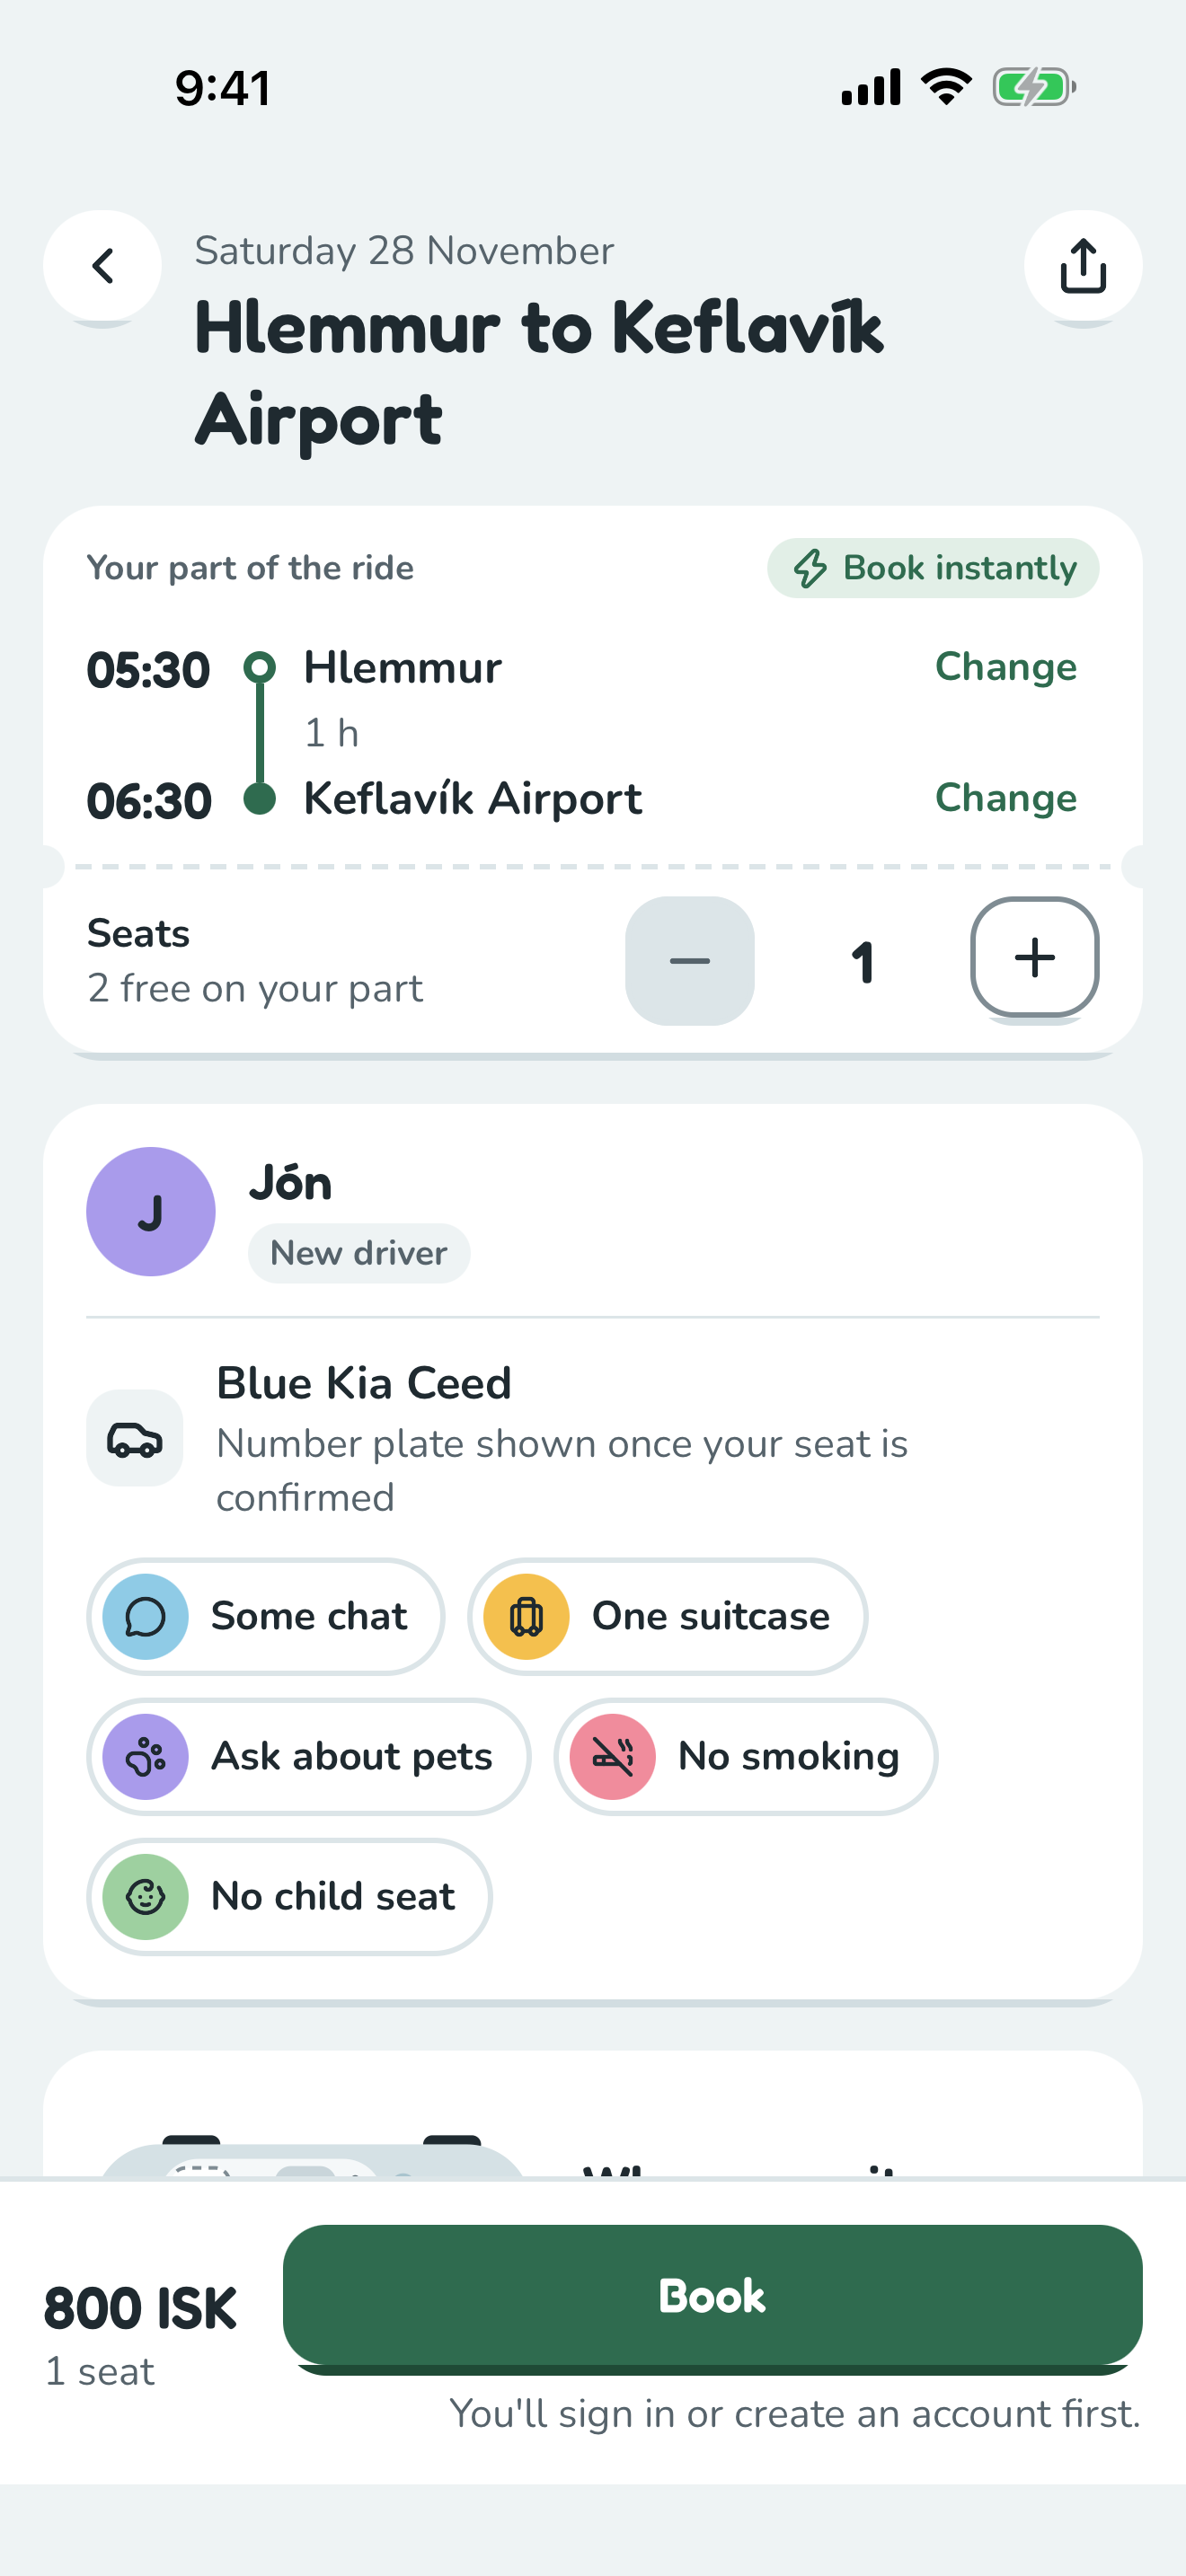 9:41
Saturday 28 November
Hlemmur to Keflavík
Airport
Your part of the ride
Book instantly
05:30
Hlemmur
Change
1 h
06:30
Keflavík Airport
Change
Seats
2 free on your part
1
J
Jón
New driver
Blue Kia Ceed
Number plate shown once your seat is
confirmed
Some chat
One suitcase
Ask about pets
No smoking
No child seat
800 ISK
1 seat
Book
You'll sign in or create an account first.